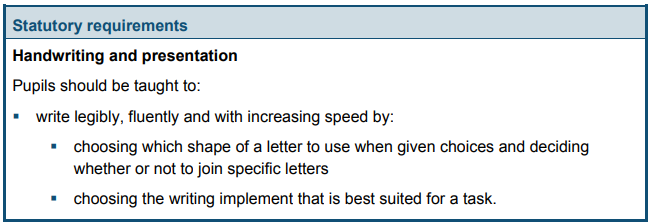 Statutory requirements
Handwriting and presentation
Pupils should be taught to:
▪ write legibly, fluently and with increasing speed by:
▪ choosing which shape of a letter to use when given choices and deciding
whether or not to join specific letters
▪ choosing the writing implement that is best suited for a task.